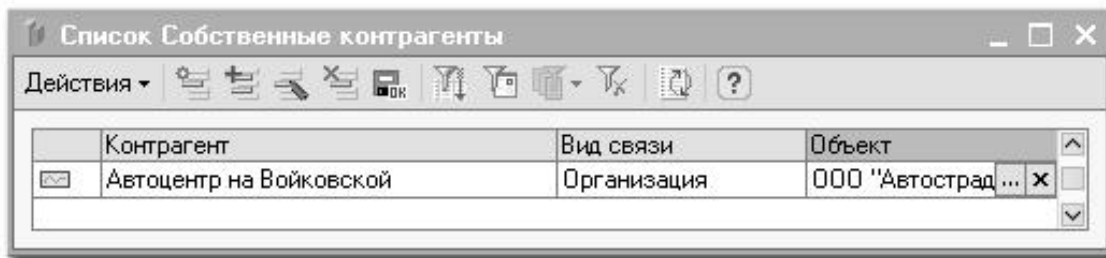 Список Собственные контрагенты
Действия
Контрагент Вид связи Объект
Автоцентр на Войковской Организация ООО "Автострад ...